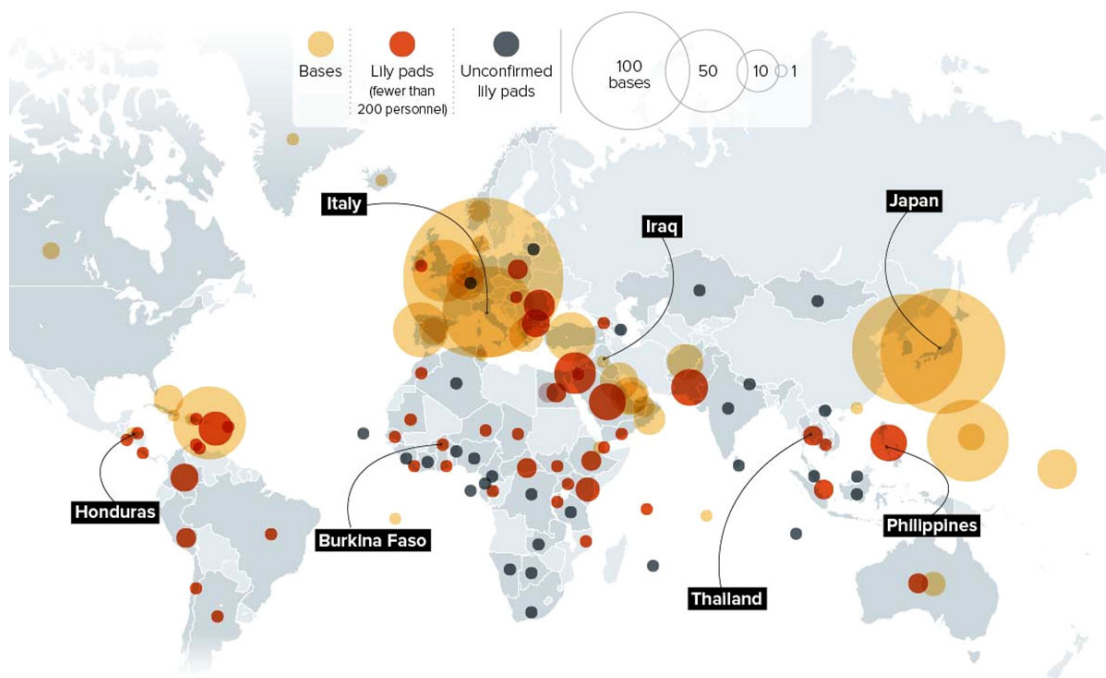 Bases
Lily pads
(fewer than
200 personnel)
Unconfirmed
lily pads
100
bases
50
10
1
Italy
Iraq
Japan
Honduras
Burkina Faso
Thailand
Philippines